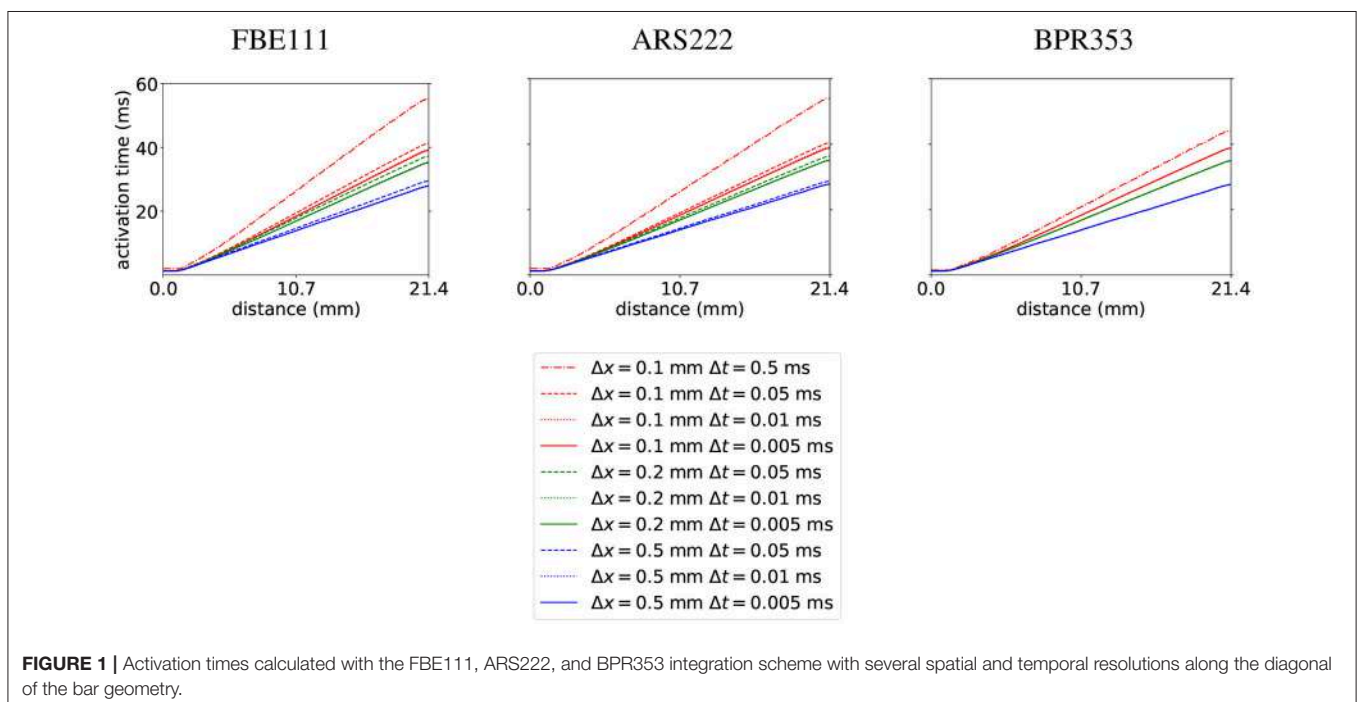 FBE111
ARS222
BPR353
60
40
20
activation time (ms)
0.0 10.7 21.4
distance (mm)
0.0 10.7 21.4
distance (mm)
0.0 10.7 21.4
distance (mm)
Δx = 0.1 mm Δt = 0.5 ms
Δx = 0.1 mm Δt = 0.05 ms
Δx = 0.1 mm Δt = 0.01 ms
Δx = 0.1 mm Δt = 0.005 ms
Δx = 0.2 mm Δt = 0.05 ms
Δx = 0.2 mm Δt = 0.01 ms
Δx = 0.2 mm Δt = 0.005 ms
Δx = 0.5 mm Δt = 0.05 ms
Δx = 0.5 mm Δt = 0.01 ms
Δx = 0.5 mm Δt = 0.005 ms
FIGURE 1 | Activation times calculated with the FBE111, ARS222, and BPR353 integration scheme with several spatial and temporal resolutions along the diagonal
of the bar geometry.